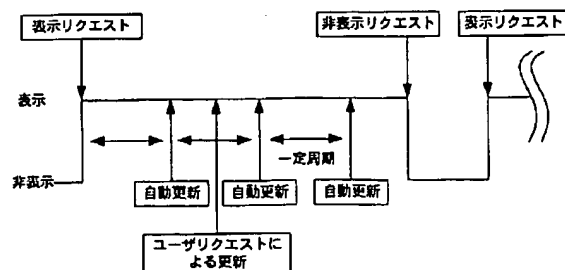 表示リクエスト
非表示リクエスト
表示リクエスト
表示
一定周期
非表示
自動更新
自動更新
自動更新
ユーザリクエストに
よる更新